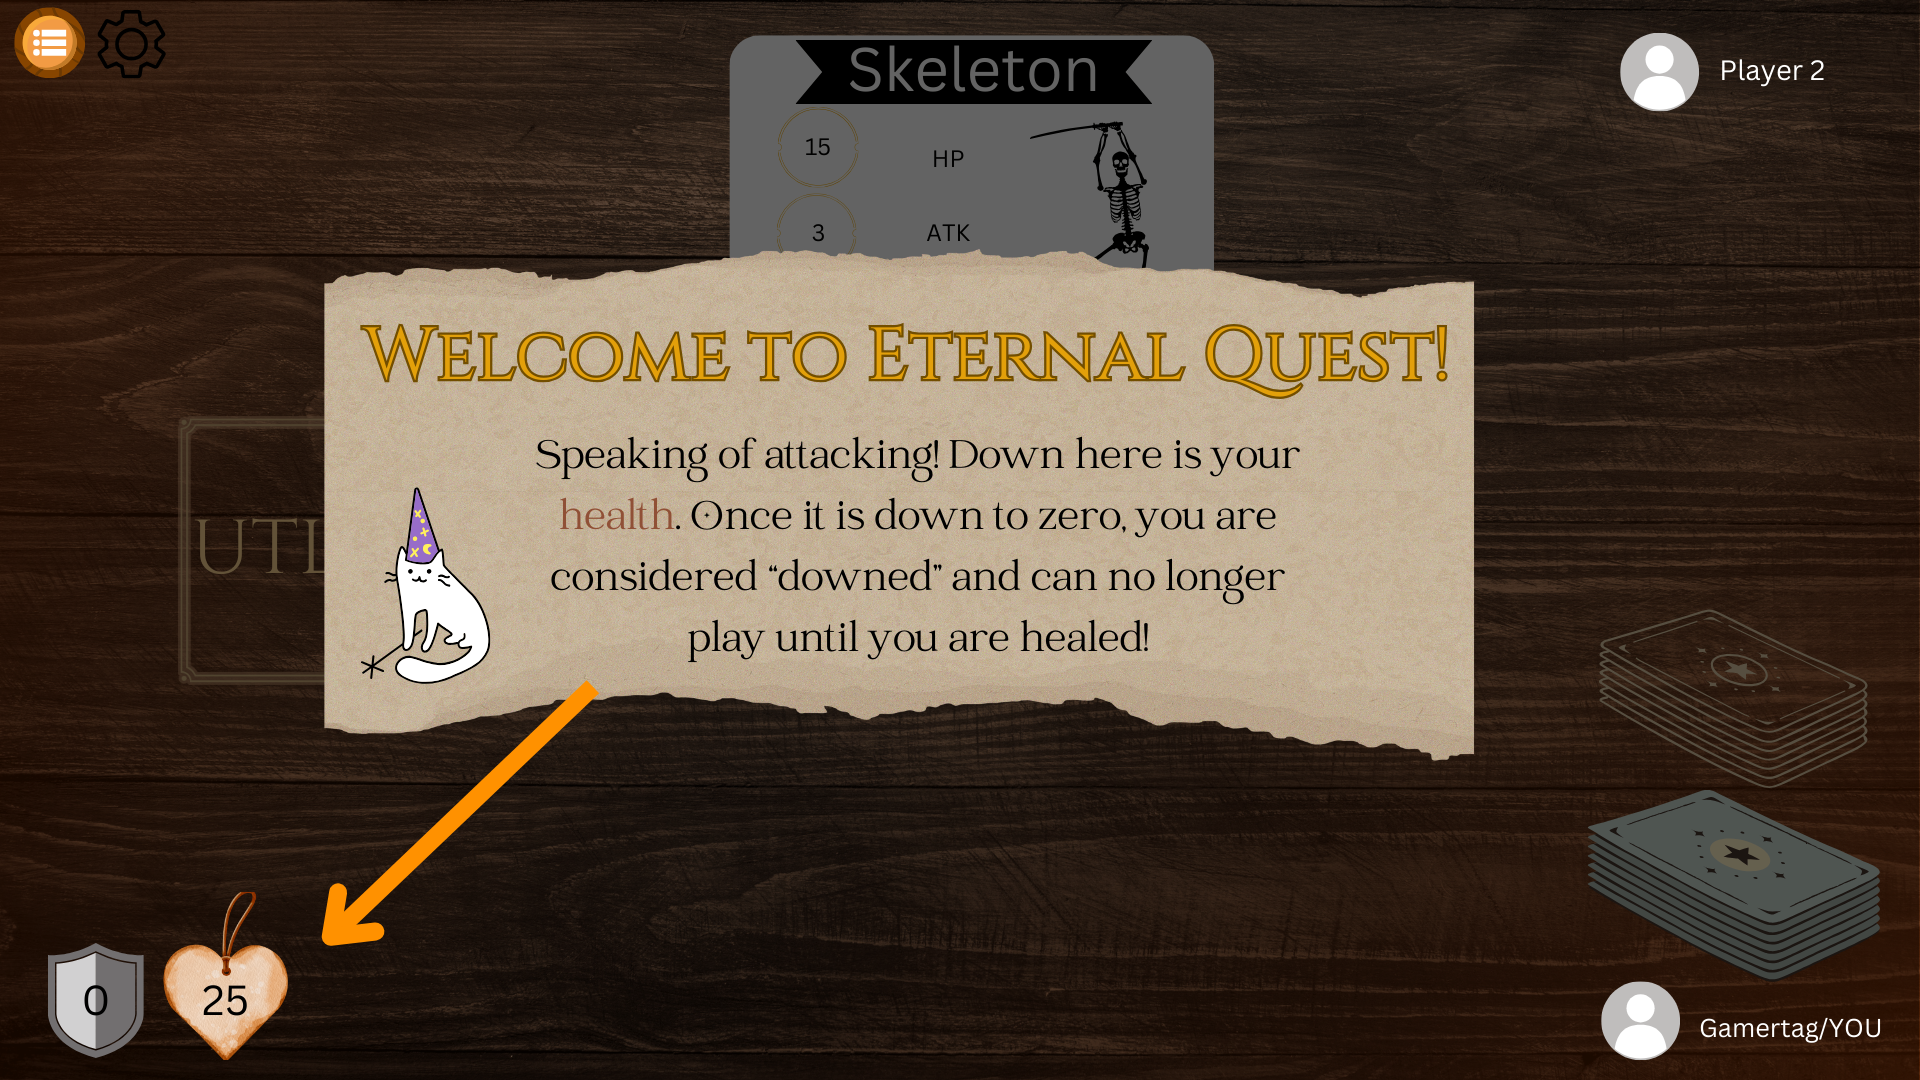 Skeleton
Player 2
15 HP
3 ATK
WELCOME TO ETERNAL QUEST!
Speaking of attacking! Down here is your
health. Once it is down to zero, you are
considered “downed” and can no longer
play until you are healed!
0
25
Gamertag/YOU